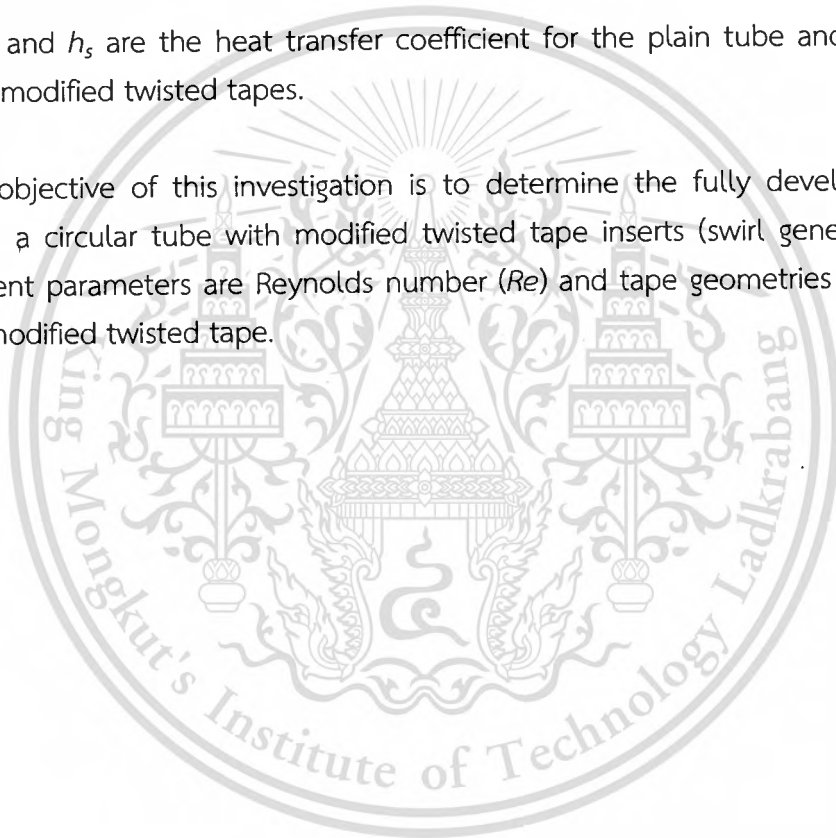 and hs are the heat transfer coefficient for the plain tube and
modified twisted tapes.
objective of this investigation is to determine the fully devel
a circular tube with modified twisted tape inserts (swirl gene
ent parameters are Reynolds number (Re) and tape geometries
modified twisted tape.
King Mongkut's Institute of Technology Ladkrabang